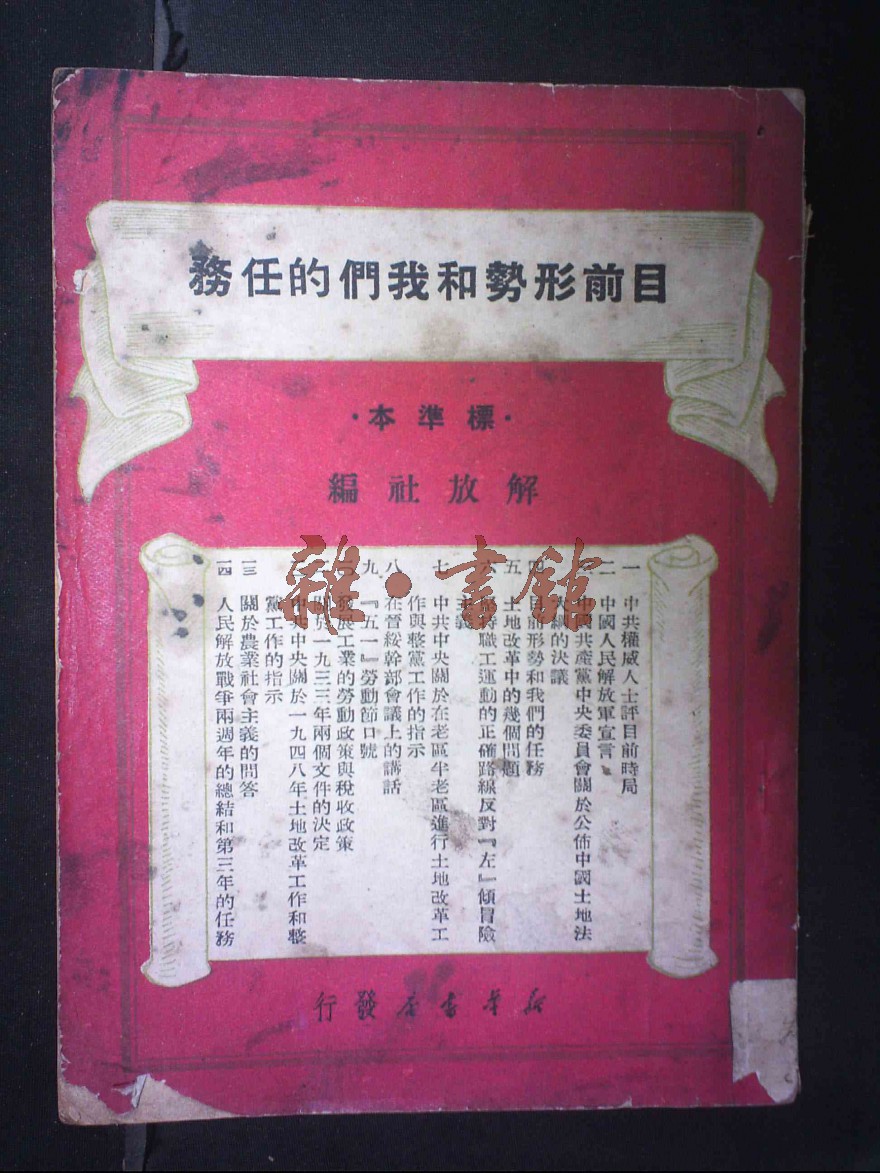 目前形勢和我們的任務
·標準本·
解放社編
一 中共權威人士評目前時局
二 中國人民解放軍宣言
中國共產黨中央委員會關於公佈中國土地法
大綱的決議
四 目前形勢和我們的任務
五 土地改革中的幾個問題
六 堅持職工運動的正確路線反對『左』傾冒險
主義
七 中共中央關於在老區半老區進行土地改革工
作與整黨工作的指示
八 在晉綏幹部會議上的講話
九 『五一』勞動節口號
發展工業的勞動政策與稅收政策
關於一九三三年兩個文件的決定
中共中央關於一九四八年土地改革工作和整
黨工作的指示
一三 關於農業社會主義的問答
一四 人民解放戰爭兩週年的總結和第三年的任務
新華書店發行
雜·書館